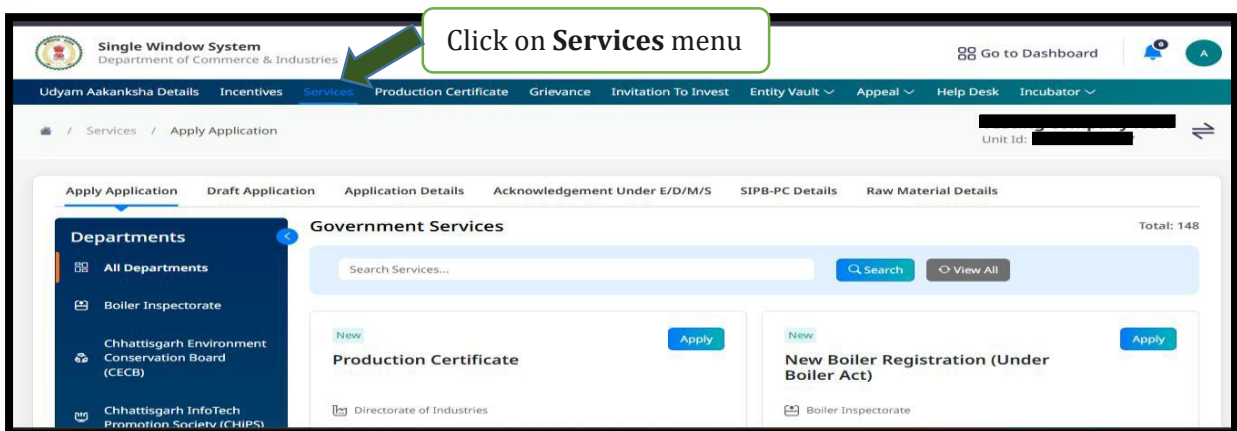 Click on Services menu
Single Window System
Department of Commerce & Industries
Go to Dashboard
A
Udyam Aakanksha Details Incentives Services Production Certificate Grievance Invitation To Invest Entity Vault Appeal Help Desk Incubator
/ Services / Apply Application
Unit Id:
Apply Application Draft Application Application Details Acknowledgement Under E/D/M/S SIPB-PC Details Raw Material Details
Departments
All Departments
Boiler Inspectorate
Chhattisgarh Environment
Conservation Board
(CECB)
Chhattisgarh InfoTech
Promotion Society (CHiPS)
Government Services
Total: 148
Search Services...
Search
View All
New
Apply
Production Certificate
Directorate of Industries
New
Apply
New Boiler Registration (Under
Boiler Act)
Boiler Inspectorate